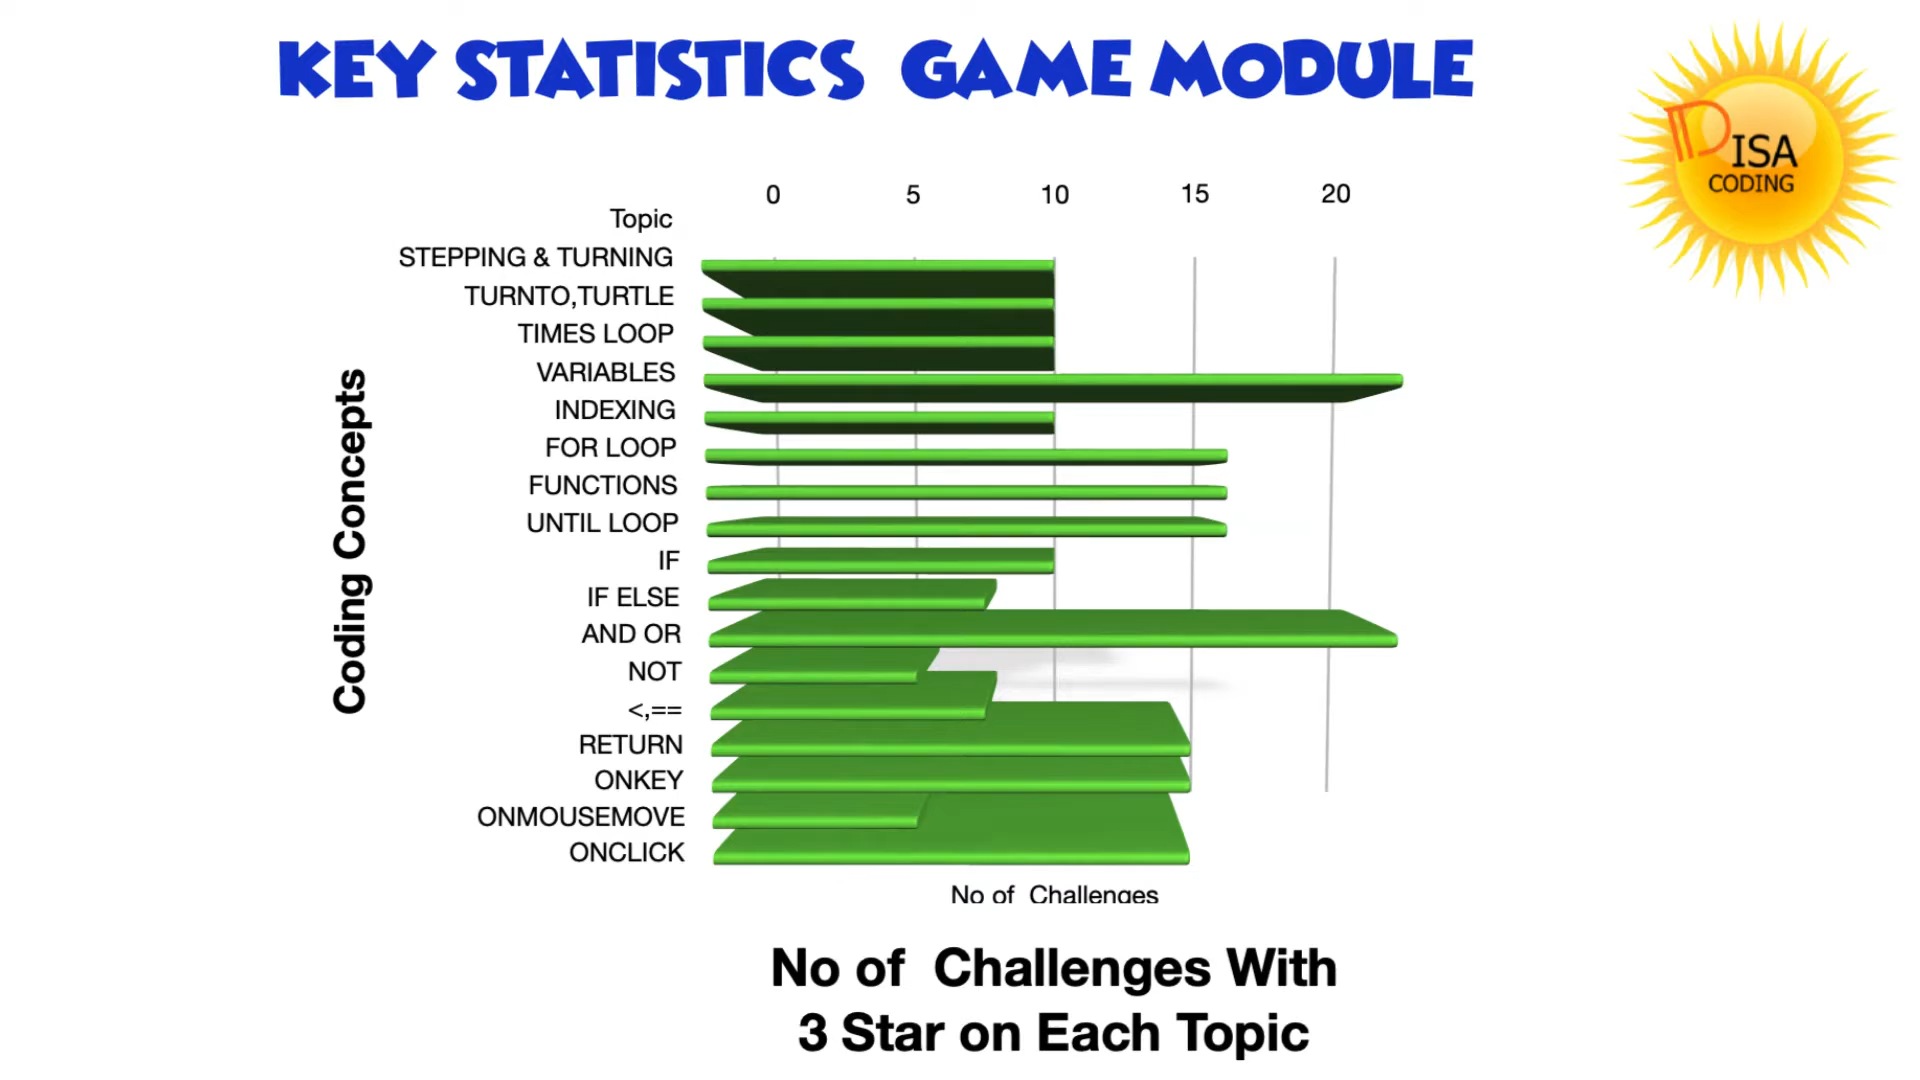 KEY STATISTICS GAME MODULE
DISA
CODING
0 5 10 15 20
Topic
STEPPING & TURNING
TURNTO,TURTLE
TIMES LOOP
VARIABLES
INDEXING
FOR LOOP
FUNCTIONS
UNTIL LOOP
IF
IF ELSE
AND OR
NOT
<,==
RETURN
ONKEY
ONMOUSEMOVE
ONCLICK
Coding Concepts
No of Challenges
No of Challenges With
3 Star on Each Topic